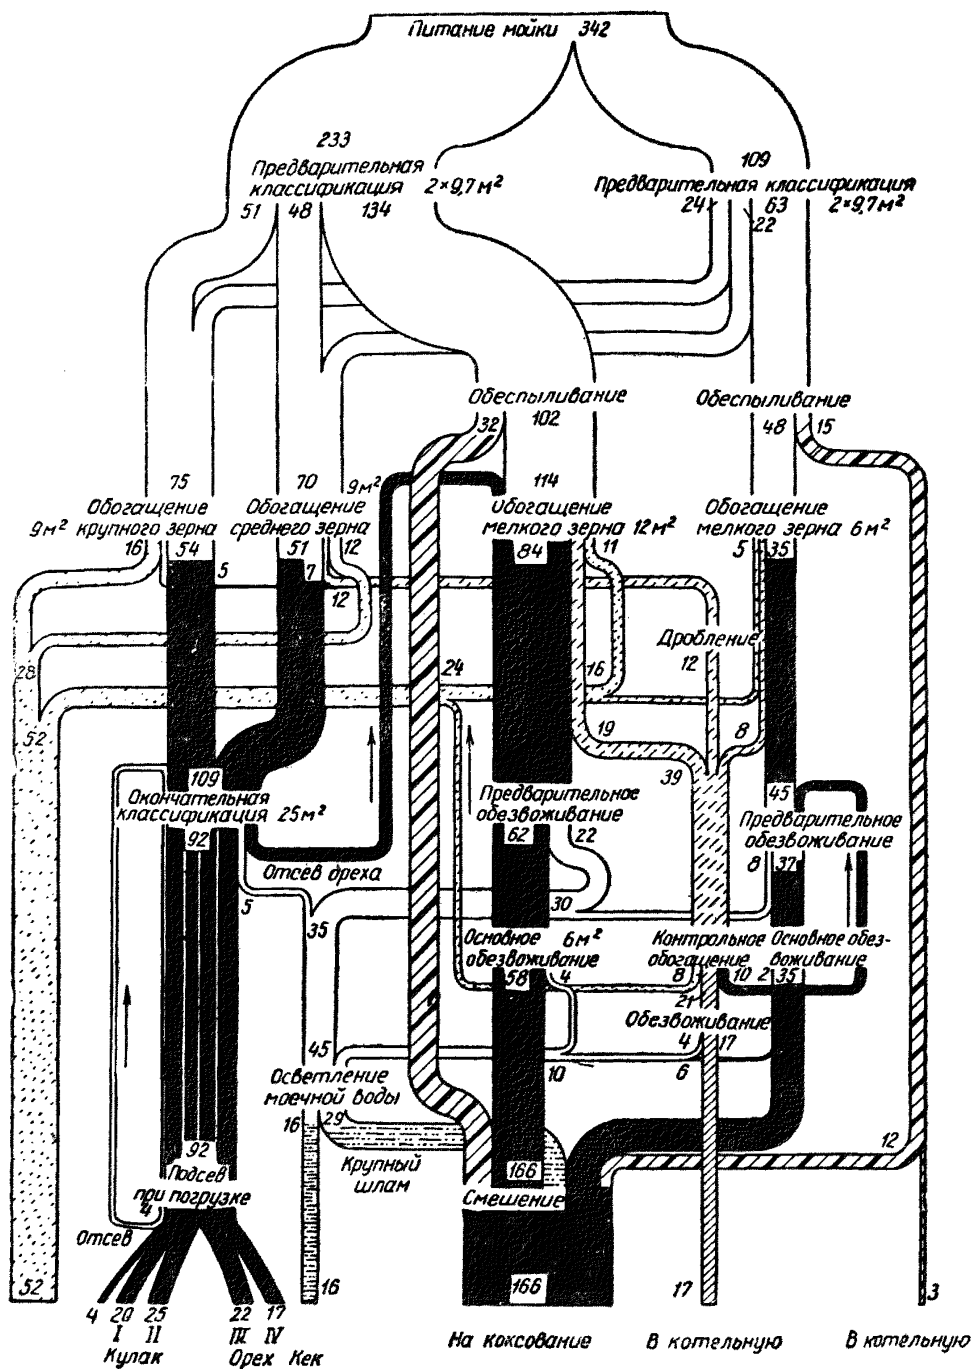 Питание мойки 342
233
Предварительная
классификация 2×9,7 м²
51 48 134
109
Предварительная классификация
24 63 2×9,7 м²
22
Обеспыливание
32 102
Обеспыливание
48 15
75
Обогащение
9 м² крупного зерна
16 54
5
70 9 м²
Обогащение
среднего зерна
51 12
7
12
114
Обогащение
мелкого зерна 12 м²
84 11
Обогащение
мелкого зерна 6 м²
5 35
Дробление
12
28
24
16
52
19
8
39
109
Окончательная
классификация 25 м²
92
Отсев ореха
5
35
Предварительное
обезвоживание
62 22
30
45
Предварительное
обезвоживание
8 37
Основное 6 м²
обезвоживание
58 4
Контрольное
обогащение
8 10
21
Основное обез-
воживание
2 35
Обезвоживание
4 17
6
45
10
Осветление
моечной воды
16 29
Крупный
шлам
12
92
Подсев
при погрузке
4
Отсев
166
Смешение
52
4 20 25 22 17
I II III IV
Кулак Орех
16
Кек
166
На коксование
17
В котельную
3
В котельную